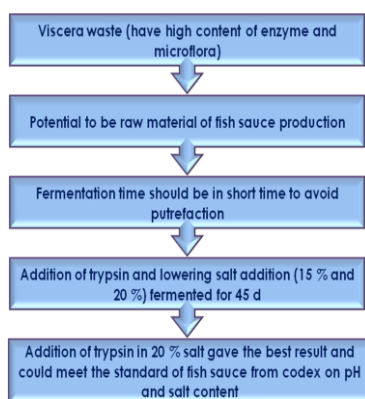 Viscera waste (have high content of enzyme and
microflora)
Potential to be raw material of fish sauce production
Fermentation time should be in short time to avoid
putrefaction
Addition of trypsin and lowering salt addition (15 % and
20 %) fermented for 45 d
Addition of trypsin in 20 % salt gave the best result and
could meet the standard of fish sauce from codex on pH
and salt content